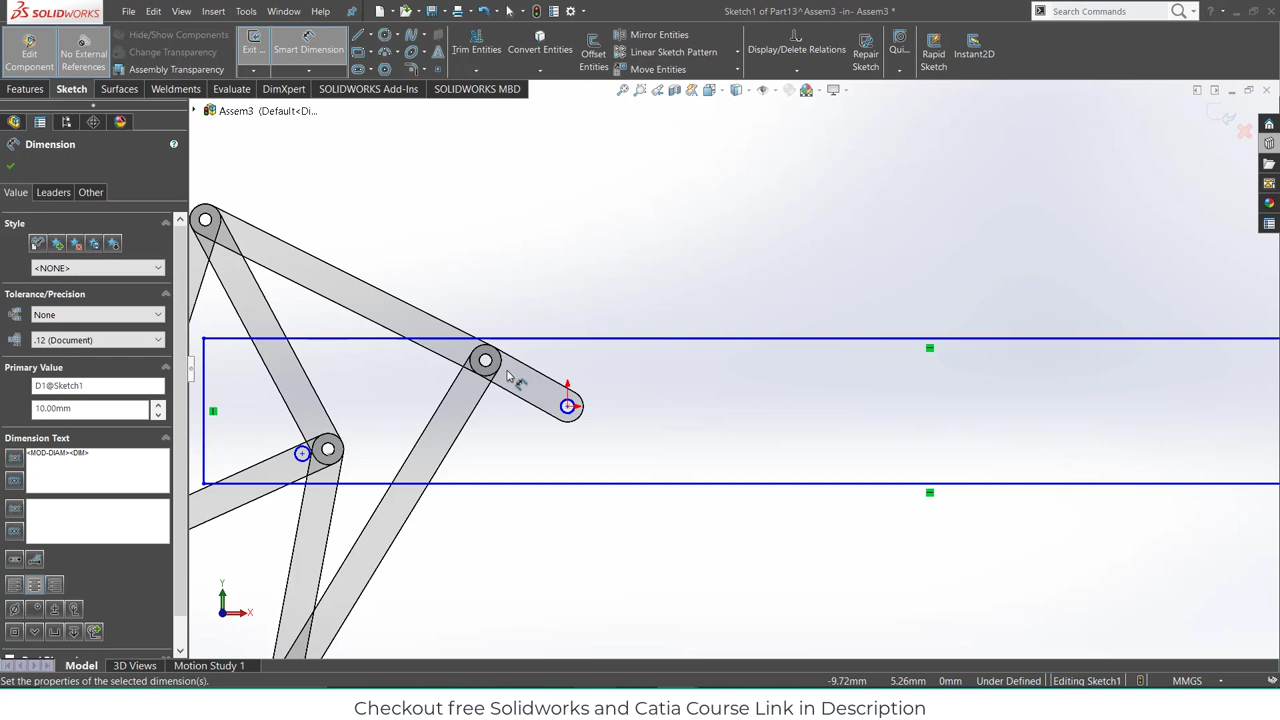 SOLIDWORKS
File
Edit
View
Insert
Tools
Window
Help
Sketch1 of Part13^Assem3 -in- Assem3 *
Search Commands
Edit
Component
No External
References
Hide/Show Components
Change Transparency
Assembly Transparency
Exit ...
Smart Dimension
Trim Entities
Convert Entities
Offset
Entities
Mirror Entities
Linear Sketch Pattern
Move Entities
Display/Delete Relations
Repair
Sketch
Qui...
Rapid
Sketch
Instant2D
Features
Sketch
Surfaces
Weldments
Evaluate
DimXpert
SOLIDWORKS Add-Ins
SOLIDWORKS MBD
Assem3 (Default<Di...
Dimension
Value
Leaders
Other
Style
<NONE>
Tolerance/Precision
None
.12 (Document)
Primary Value
D1@Sketch1
10.00mm
Dimension Text
<MOD-DIAM><DIM>
Y
X
Model
3D Views
Motion Study 1
Set the properties of the selected dimension(s).
-9.72mm
5.26mm
0mm
Under Defined
Editing Sketch1
MMGS
Checkout free Solidworks and Catia Course Link in Description